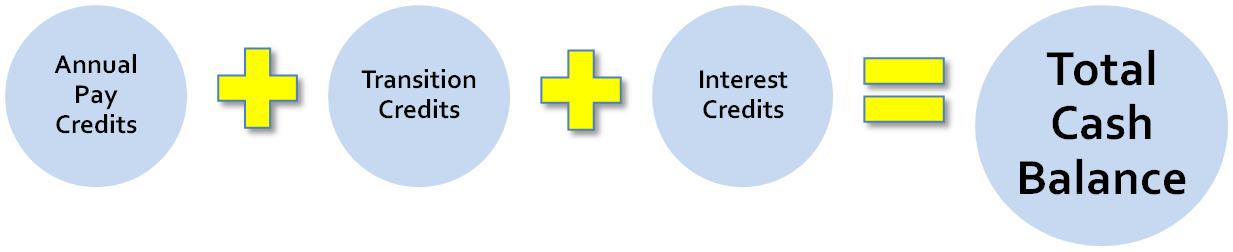 Annual
Pay
Credits
Transition
Credits
Interest
Credits
Total
Cash
Balance